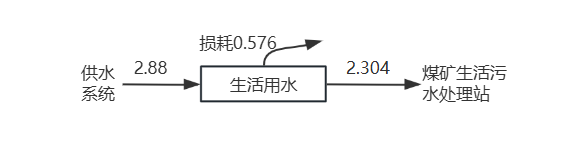 损耗0.576
供水
系统
2.88
生活用水
2.304
煤矿生活污
水处理站